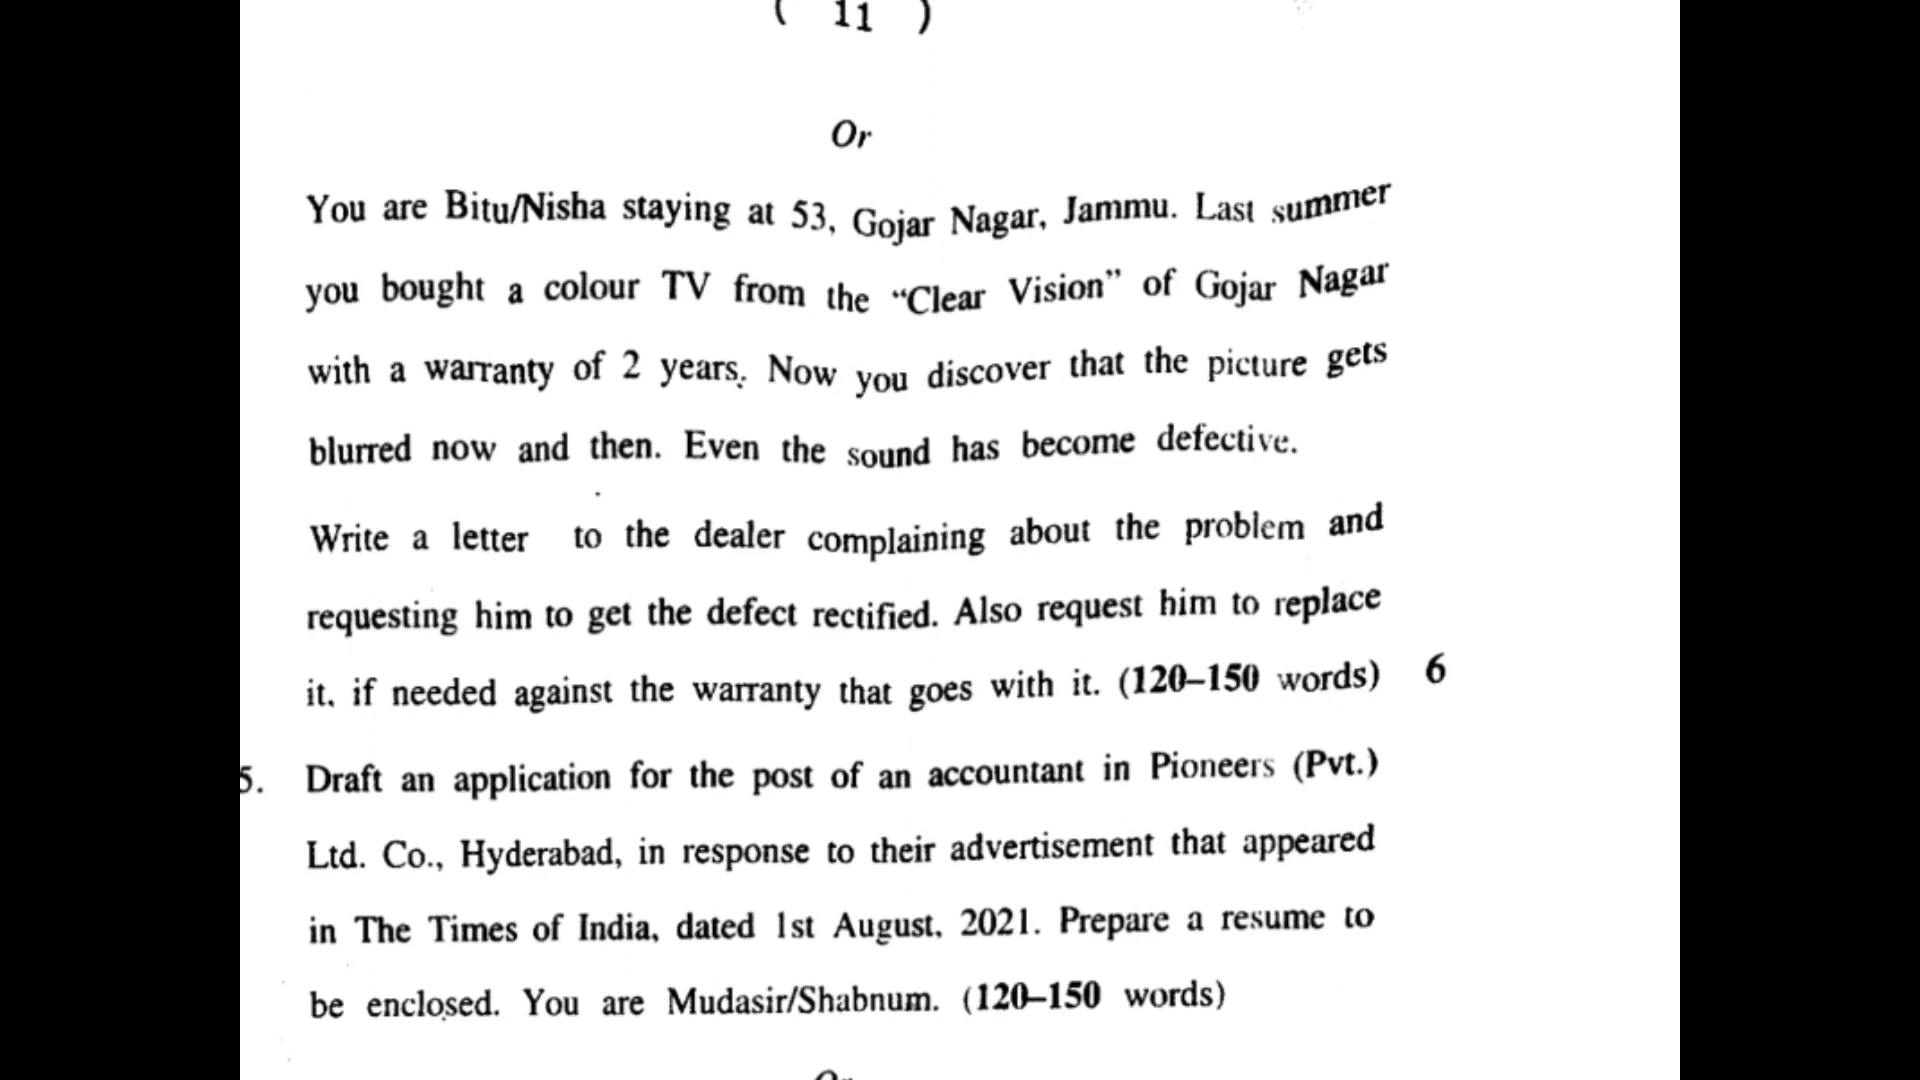 ( 11 )
Or
You are Bitu/Nisha staying at 53, Gojar Nagar, Jammu. Last summer
you bought a colour TV from the “Clear Vision” of Gojar Nagar
with a warranty of 2 years. Now you discover that the picture gets
blurred now and then. Even the sound has become defective.
Write a letter to the dealer complaining about the problem and
requesting him to get the defect rectified. Also request him to replace
it. if needed against the warranty that goes with it. (120–150 words) 6
5. Draft an application for the post of an accountant in Pioneers (Pvt.)
Ltd. Co., Hyderabad, in response to their advertisement that appeared
in The Times of India, dated 1st August, 2021. Prepare a resume to
be enclosed. You are Mudasir/Shabnum. (120–150 words)
Or